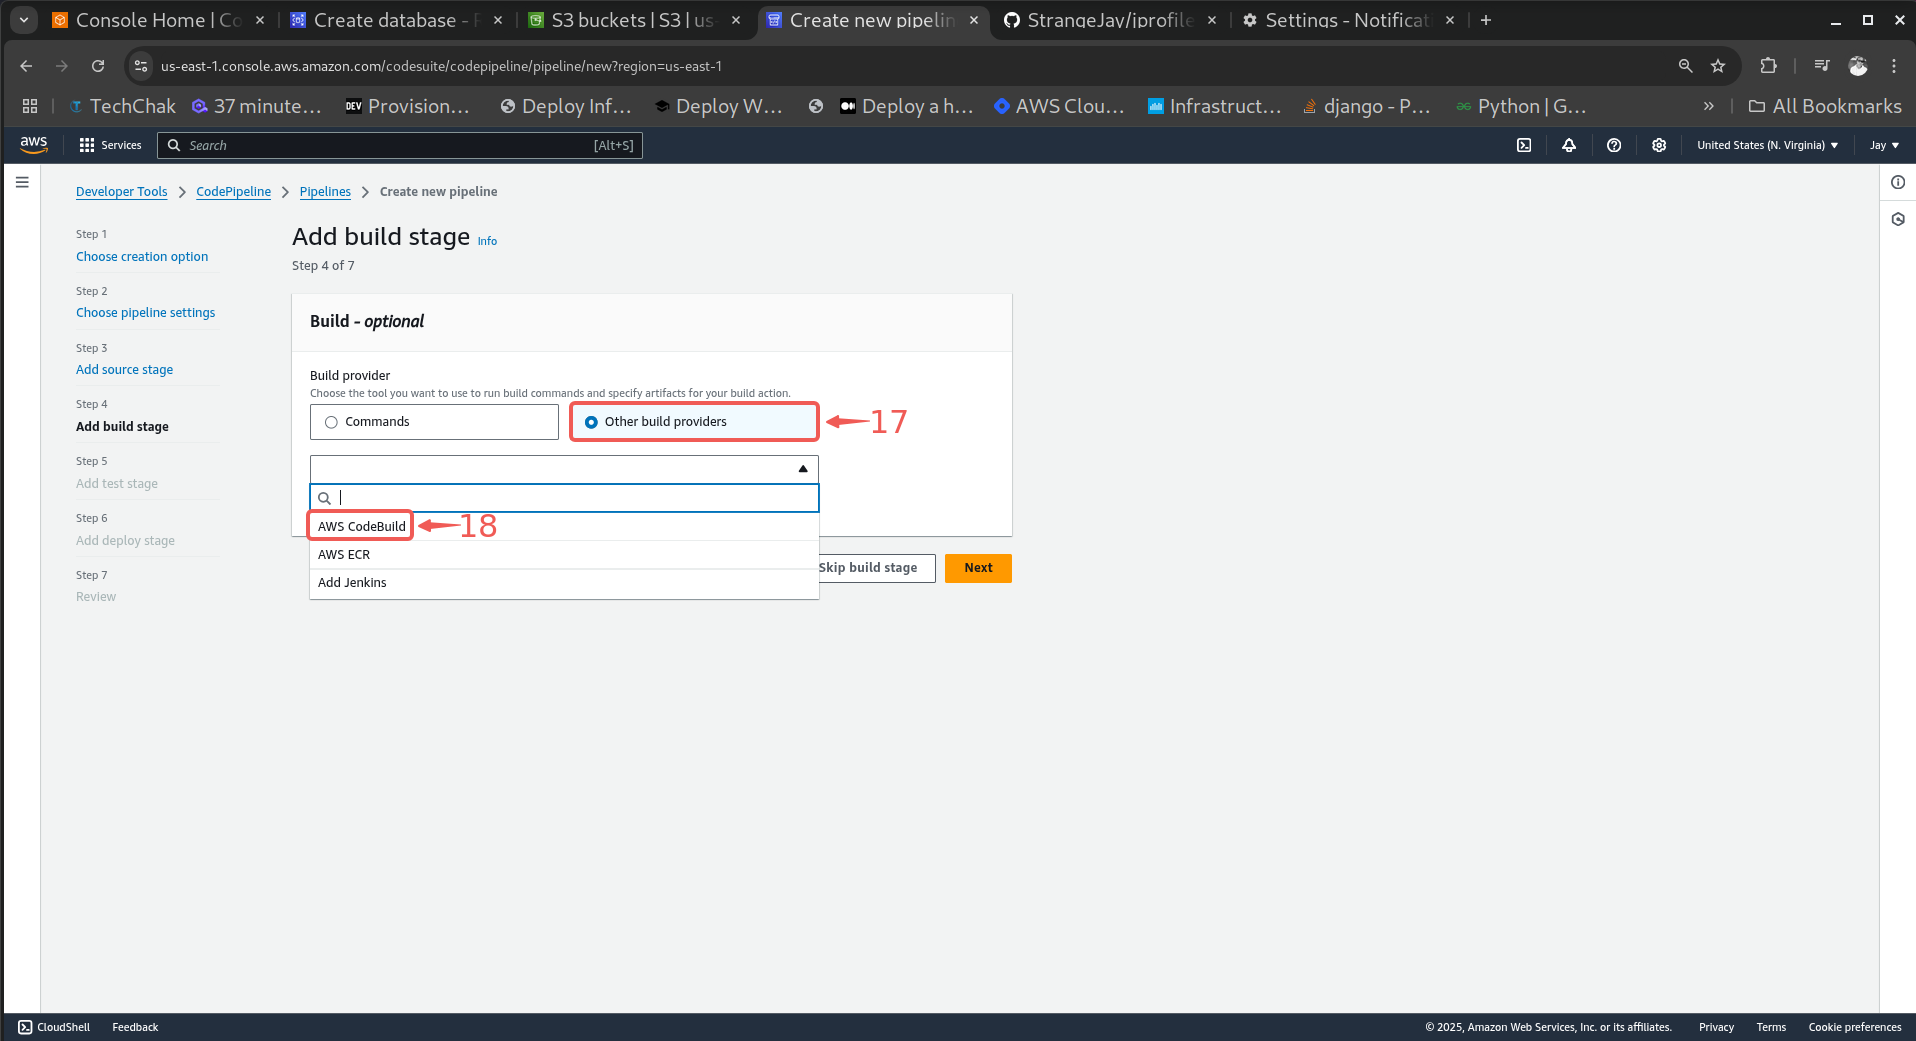 Console Home | Co
Create database - R
S3 buckets | S3 | us-
Create new pipelin
StrangeJay/jprofile
Settings - Notificat
us-east-1.console.aws.amazon.com/codesuite/codepipeline/pipeline/new?region=us-east-1
TechChak
37 minute...
DEV Provision...
Deploy Inf...
Deploy W...
Deploy a h...
AWS Clou...
Infrastruct...
django - P...
Python | G...
» All Bookmarks
aws Services Search [Alt+S] United States (N. Virginia) Jay
Developer Tools > CodePipeline > Pipelines > Create new pipeline
Step 1
Choose creation option
Step 2
Choose pipeline settings
Step 3
Add source stage
Step 4
Add build stage
Step 5
Add test stage
Step 6
Add deploy stage
Step 7
Review
Add build stage Info
Step 4 of 7
Build - optional
Build provider
Choose the tool you want to use to run build commands and specify artifacts for your build action.
Commands
Other build providers
17
AWS CodeBuild
18
AWS ECR
Add Jenkins
Skip build stage
Next
CloudShell Feedback © 2025, Amazon Web Services, Inc. or its affiliates. Privacy Terms Cookie preferences